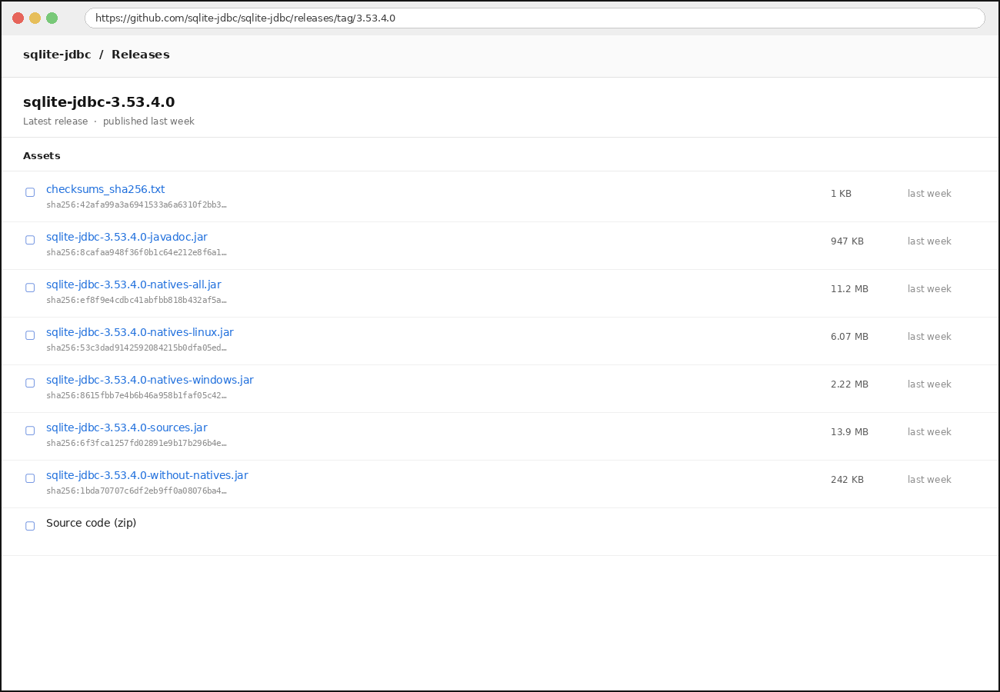 https://github.com/sqlite-jdbc/sqlite-jdbc/releases/tag/3.53.4.0
sqlite-jdbc / Releases
sqlite-jdbc-3.53.4.0
Latest release · published last week
Assets
checksums_sha256.txt
1 KB
last week
sha256:42afa99a3a6941533a6a6310f2bb3…
sqlite-jdbc-3.53.4.0-javadoc.jar
947 KB
last week
sha256:8cafaa948f36f0b1c64e212e8f6a1…
sqlite-jdbc-3.53.4.0-natives-all.jar
11.2 MB
last week
sha256:ef8f9e4cdbc41abfbb818b432af5a…
sqlite-jdbc-3.53.4.0-natives-linux.jar
6.07 MB
last week
sha256:53c3dad9142592084215b0dfa05ed…
sqlite-jdbc-3.53.4.0-natives-windows.jar
2.22 MB
last week
sha256:8615fbb7e4b6b46a958b1faf05c42…
sqlite-jdbc-3.53.4.0-sources.jar
13.9 MB
last week
sha256:6f3fca1257fd02891e9b17b296b4e…
sqlite-jdbc-3.53.4.0-without-natives.jar
242 KB
last week
sha256:1bda70707c6df2eb9ff0a08076ba4…
Source code (zip)